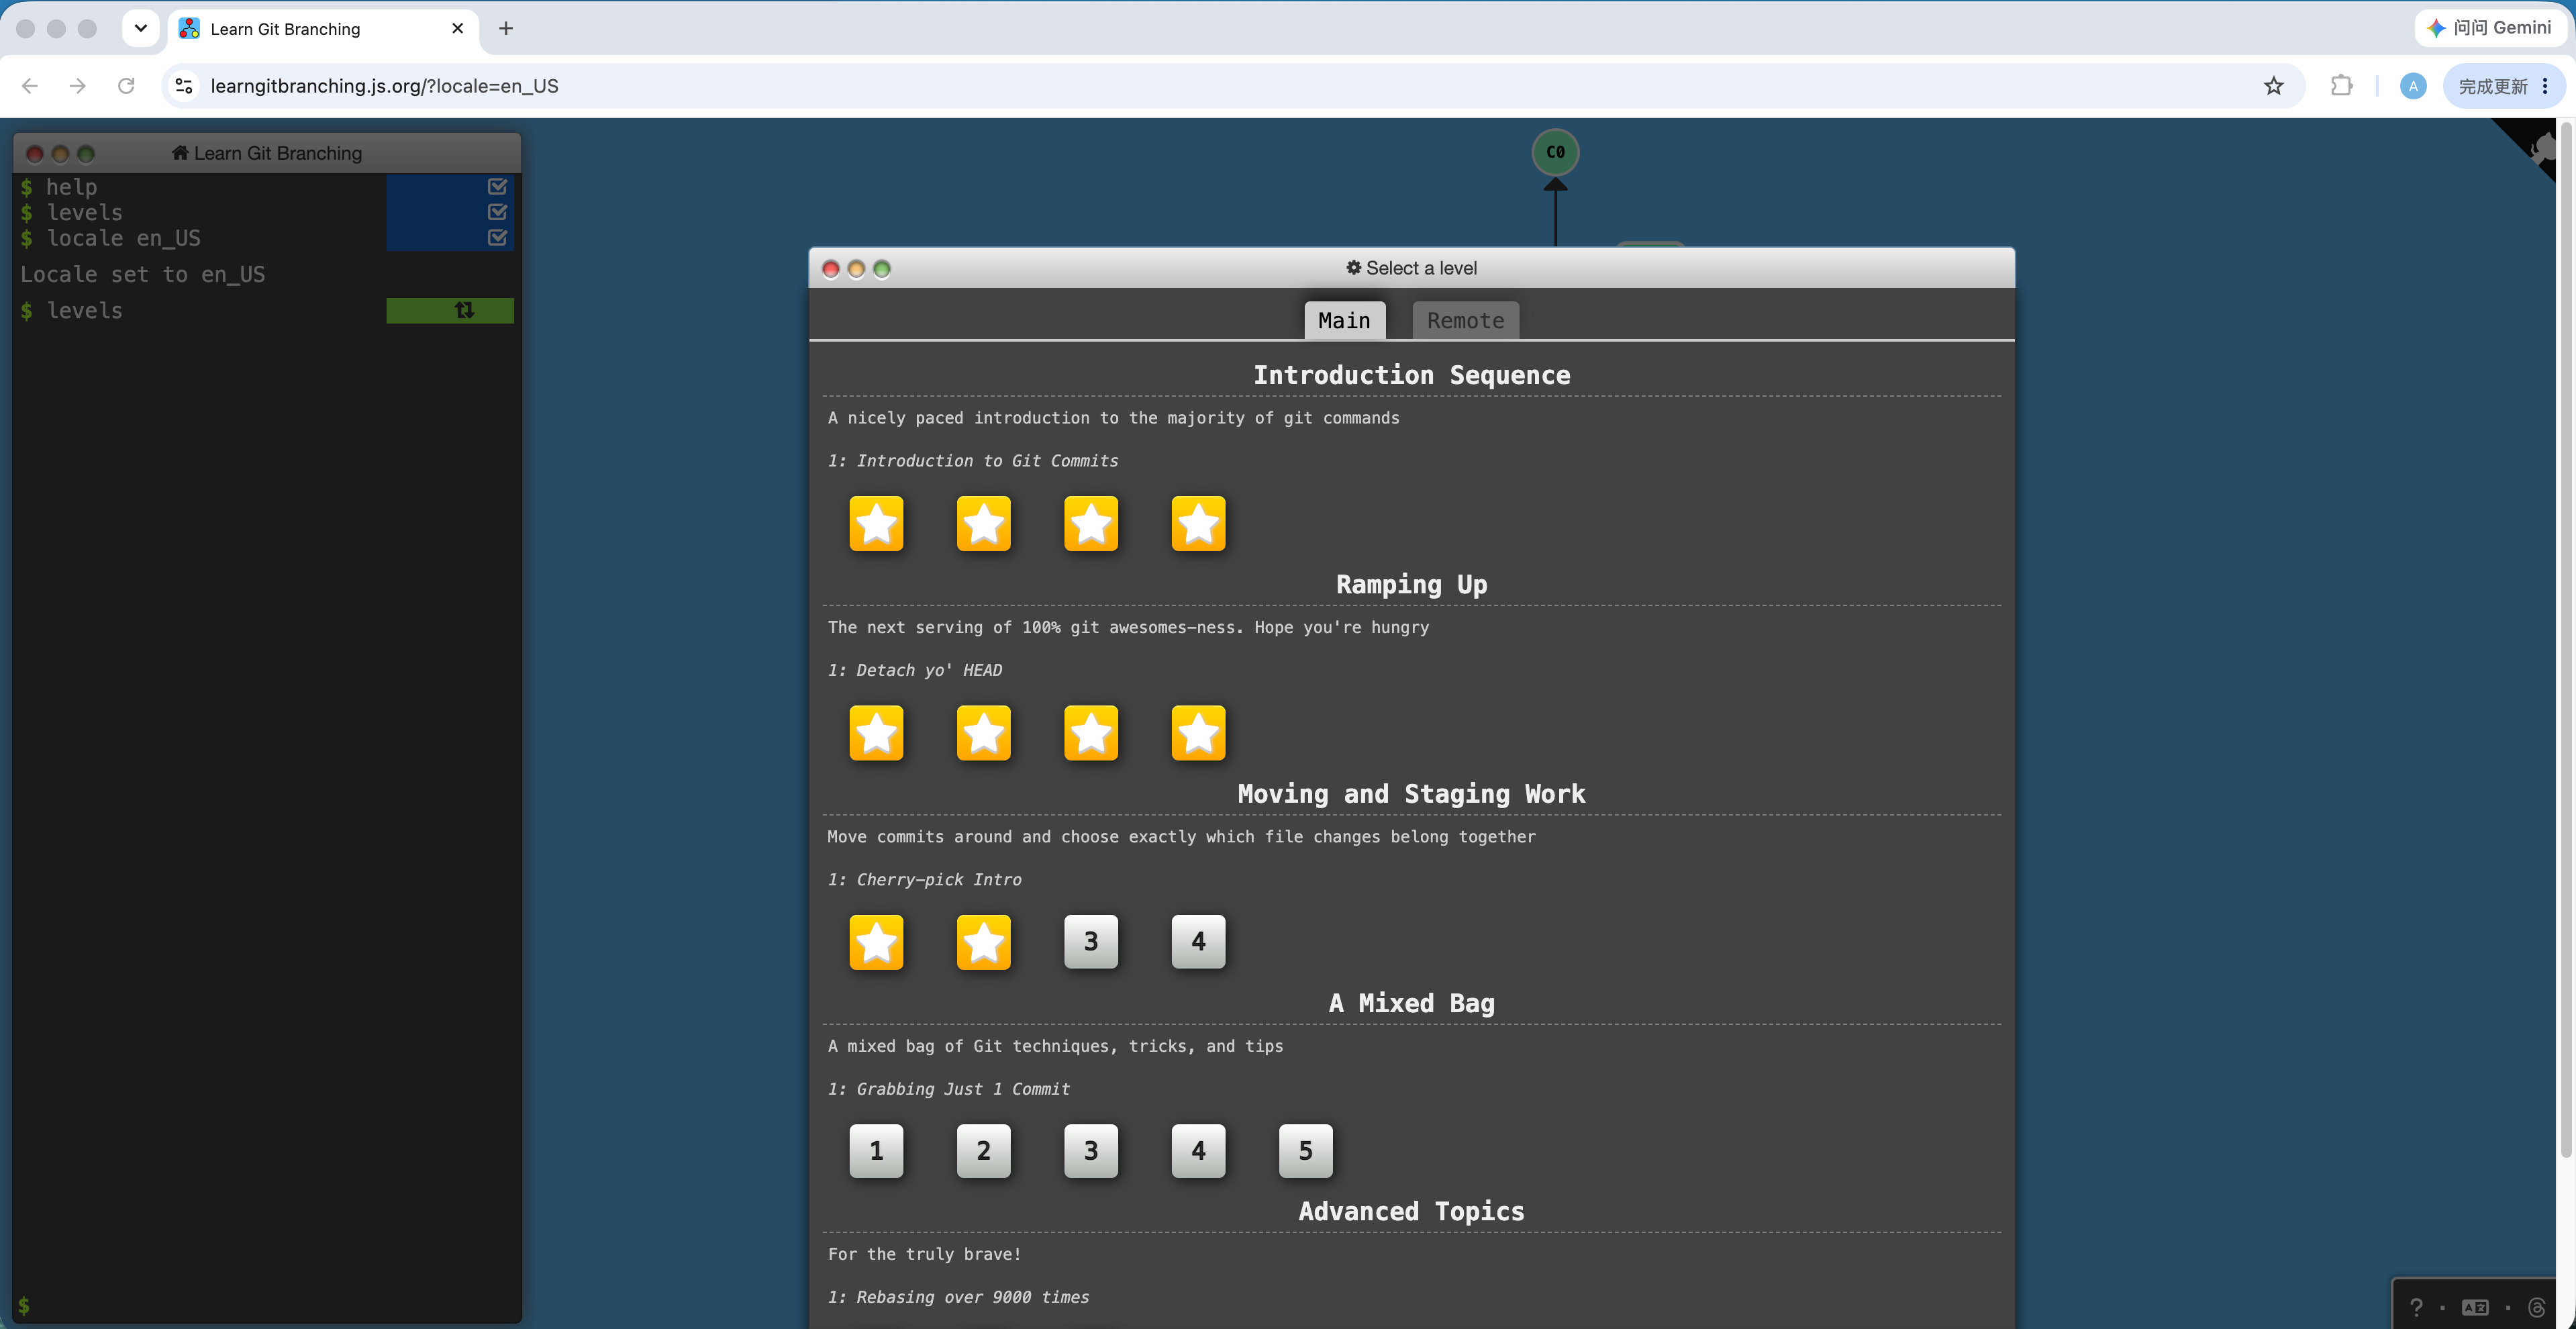 Learn Git Branching
问问 Gemini
learngitbranching.js.org/?locale=en_US
A
完成更新
Learn Git Branching
$ help
$ levels
$ locale en_US
Locale set to en_US
$ levels
$
C0
Select a level
Main
Remote
Introduction Sequence
A nicely paced introduction to the majority of git commands
1: Introduction to Git Commits
Ramping Up
The next serving of 100% git awesomes-ness. Hope you're hungry
1: Detach yo' HEAD
Moving and Staging Work
Move commits around and choose exactly which file changes belong together
1: Cherry-pick Intro
3 4
A Mixed Bag
A mixed bag of Git techniques, tricks, and tips
1: Grabbing Just 1 Commit
1 2 3 4 5
Advanced Topics
For the truly brave!
1: Rebasing over 9000 times
?